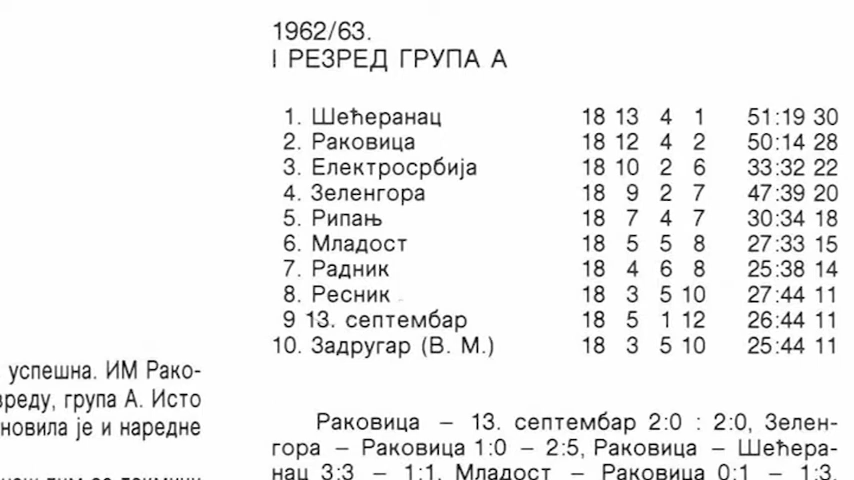 1962/63.
I РЕЗРЕД ГРУПА А
1. Шећеранац 18 13 4 1 51:19 30
2. Раковица 18 12 4 2 50:14 28
3. Електросрбија 18 10 2 6 33:32 22
4. Зеленгора 18 9 2 7 47:39 20
5. Рипањ 18 7 4 7 30:34 18
6. Младост 18 5 5 8 27:33 15
7. Радник 18 4 6 8 25:38 14
8. Ресник 18 3 5 10 27:44 11
9 13. септембар 18 5 1 12 26:44 11
10. Задругар (В. М.) 18 3 5 10 25:44 11
успешна. ИМ Рако-
вреду, група А. Исто
новила је и наредне
Раковица – 13. септембар 2:0 : 2:0, Зелен-
гора – Раковица 1:0 – 2:5, Раковица – Шећера-
нац 3:3 – 1:1, Младост – Раковица 0:1 – 1:3,